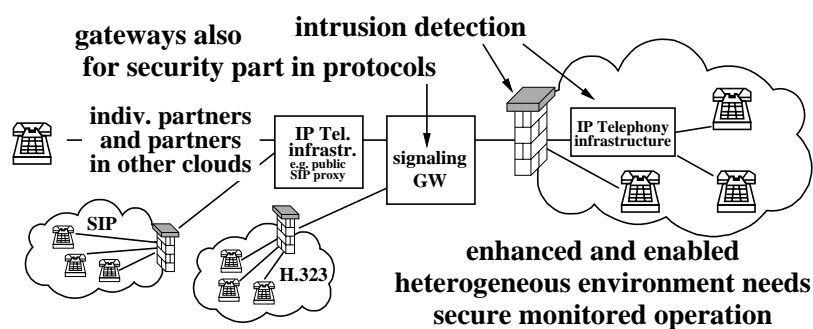 gateways also
for security part in protocols
intrusion detection
indiv. partners
and partners
in other clouds
IP Tel.
infrastr.
e.g. public
SIP proxy
signaling
GW
IP Telephony
infrastructure
SIP
H.323
enhanced and enabled
heterogeneous environment needs
secure monitored operation